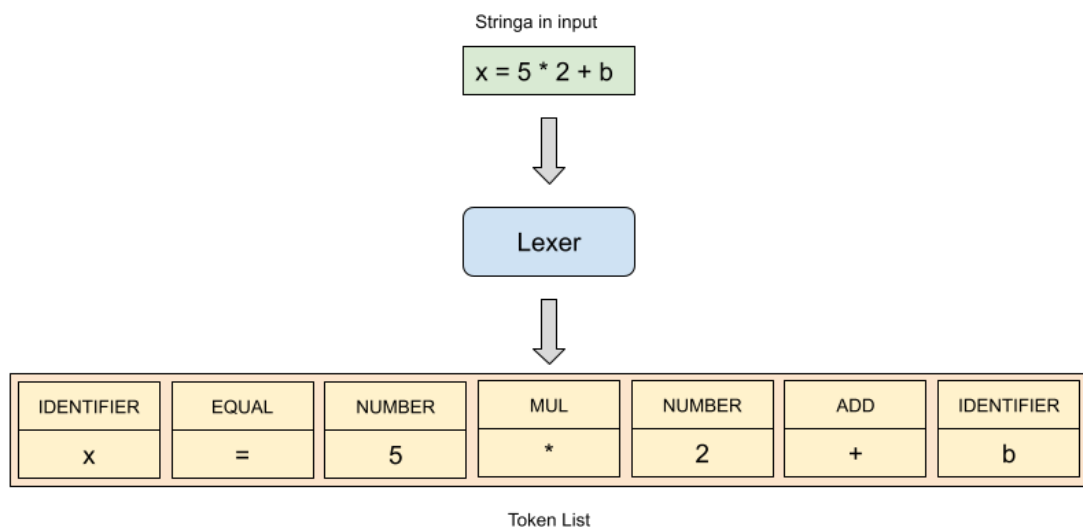 Stringa in input
x = 5 * 2 + b
Lexer
IDENTIFIER EQUAL NUMBER MUL NUMBER ADD IDENTIFIER
x = 5 * 2 + b
Token List